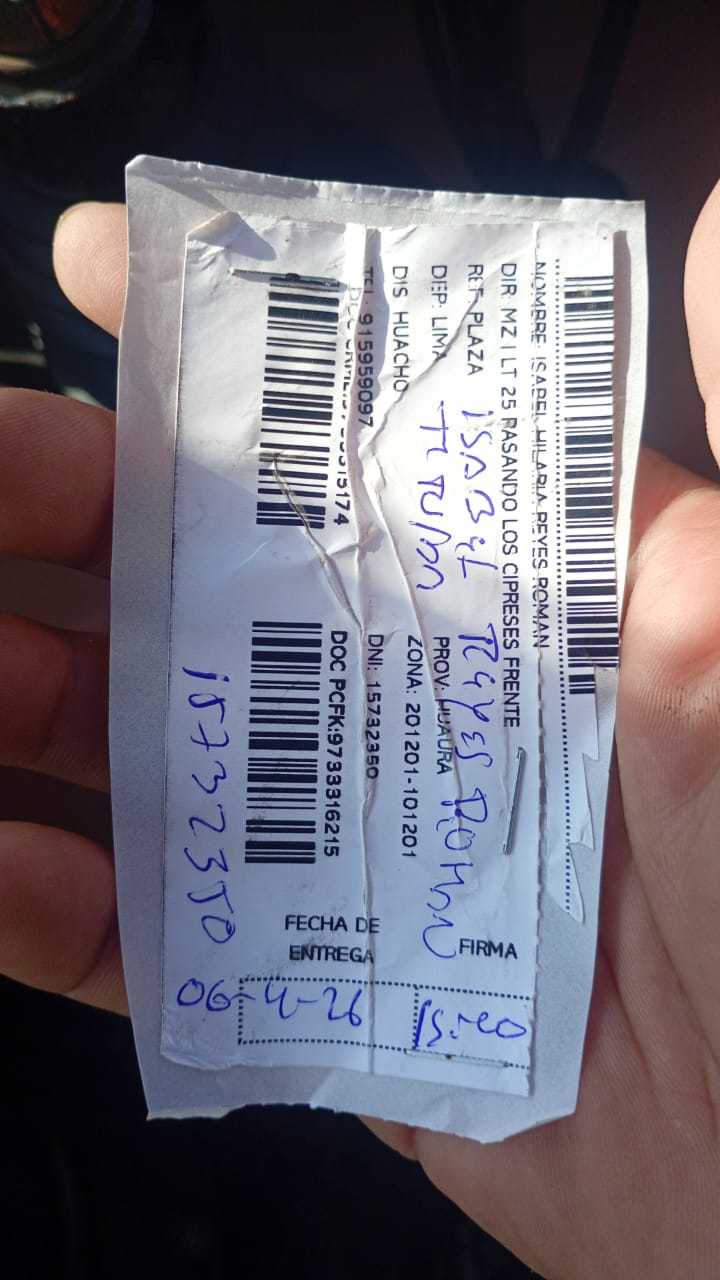 NOMBRE: ISABEL HILARIA REYES ROMAN
DIR: MZ I LT 25 PASANDO LOS CIPRESES FRENTE
REF: PLAZA
ISABEL REYES ROMAN
DEP: LIMA
PROV: HUAURA
TITULAR
DIS HUACHO
ZONA: 201201-101201
TEL: 915959097
DNI: 15732350
DOC PCFK:9733316215
15732350
FIRMA
FECHA DE
ENTREGA
06-4-26